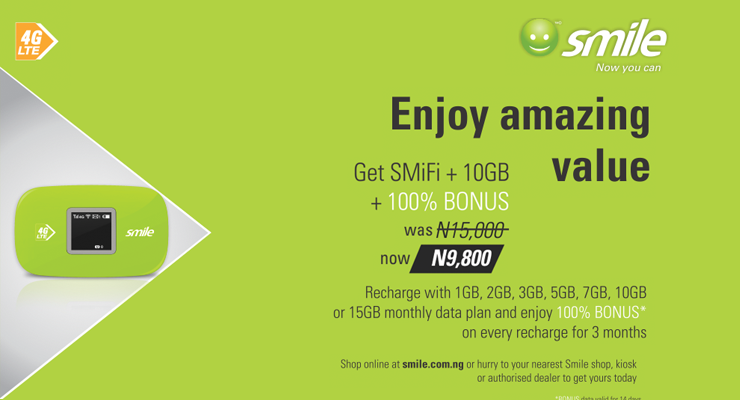 4G
LTE
smile
Now you can
Enjoy amazing
value
Get SMiFi + 10GB
+ 100% BONUS
was N15,000
now N9,800
4G
LTE
smile
Recharge with 1GB, 2GB, 3GB, 5GB, 7GB, 10GB
or 15GB monthly data plan and enjoy 100% BONUS*
on every recharge for 3 months
Shop online at smile.com.ng or hurry to your nearest Smile shop, kiosk
or authorised dealer to get yours today
*BONUS data valid for 14 days